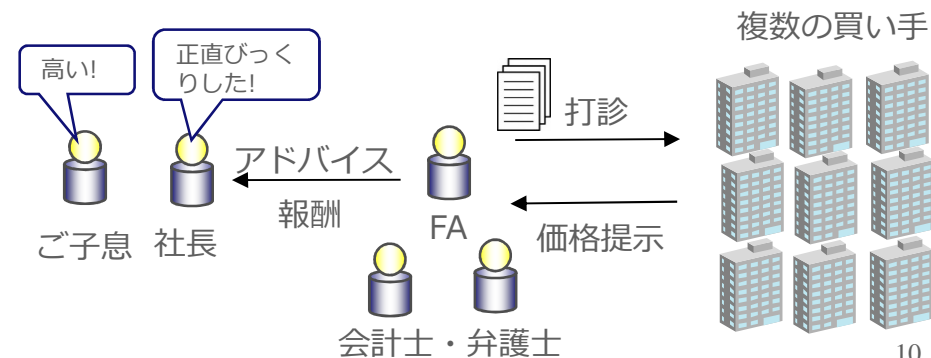 複数の買い手
高い!
正直びっく
りした!
打診
アドバイス
報酬
FA
価格提示
ご子息
社長
会計士・弁護士
10